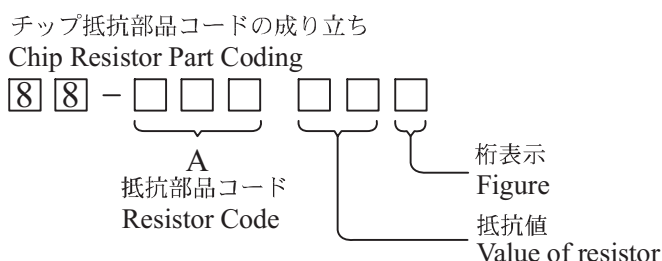 チップ抵抗部品コードの成り立ち
Chip Resistor Part Coding
8 8 – □ □ □ □ □ □
A
抵抗部品コード
Resistor Code
桁表示
Figure
抵抗値
Value of resistor